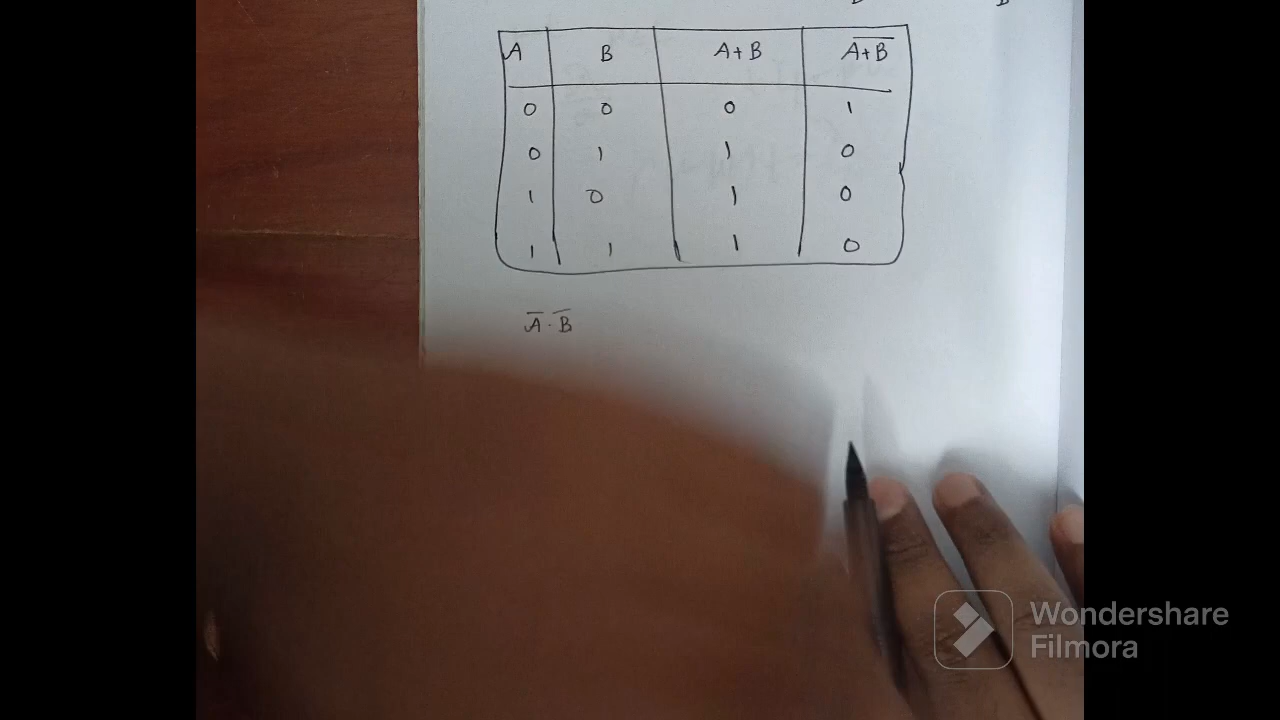 A B A+B A̅+̅B̅
0 0 0 1
0 1 1 0
1 0 1 0
1 1 1 0
A̅ · B̅
Wondershare
Filmora